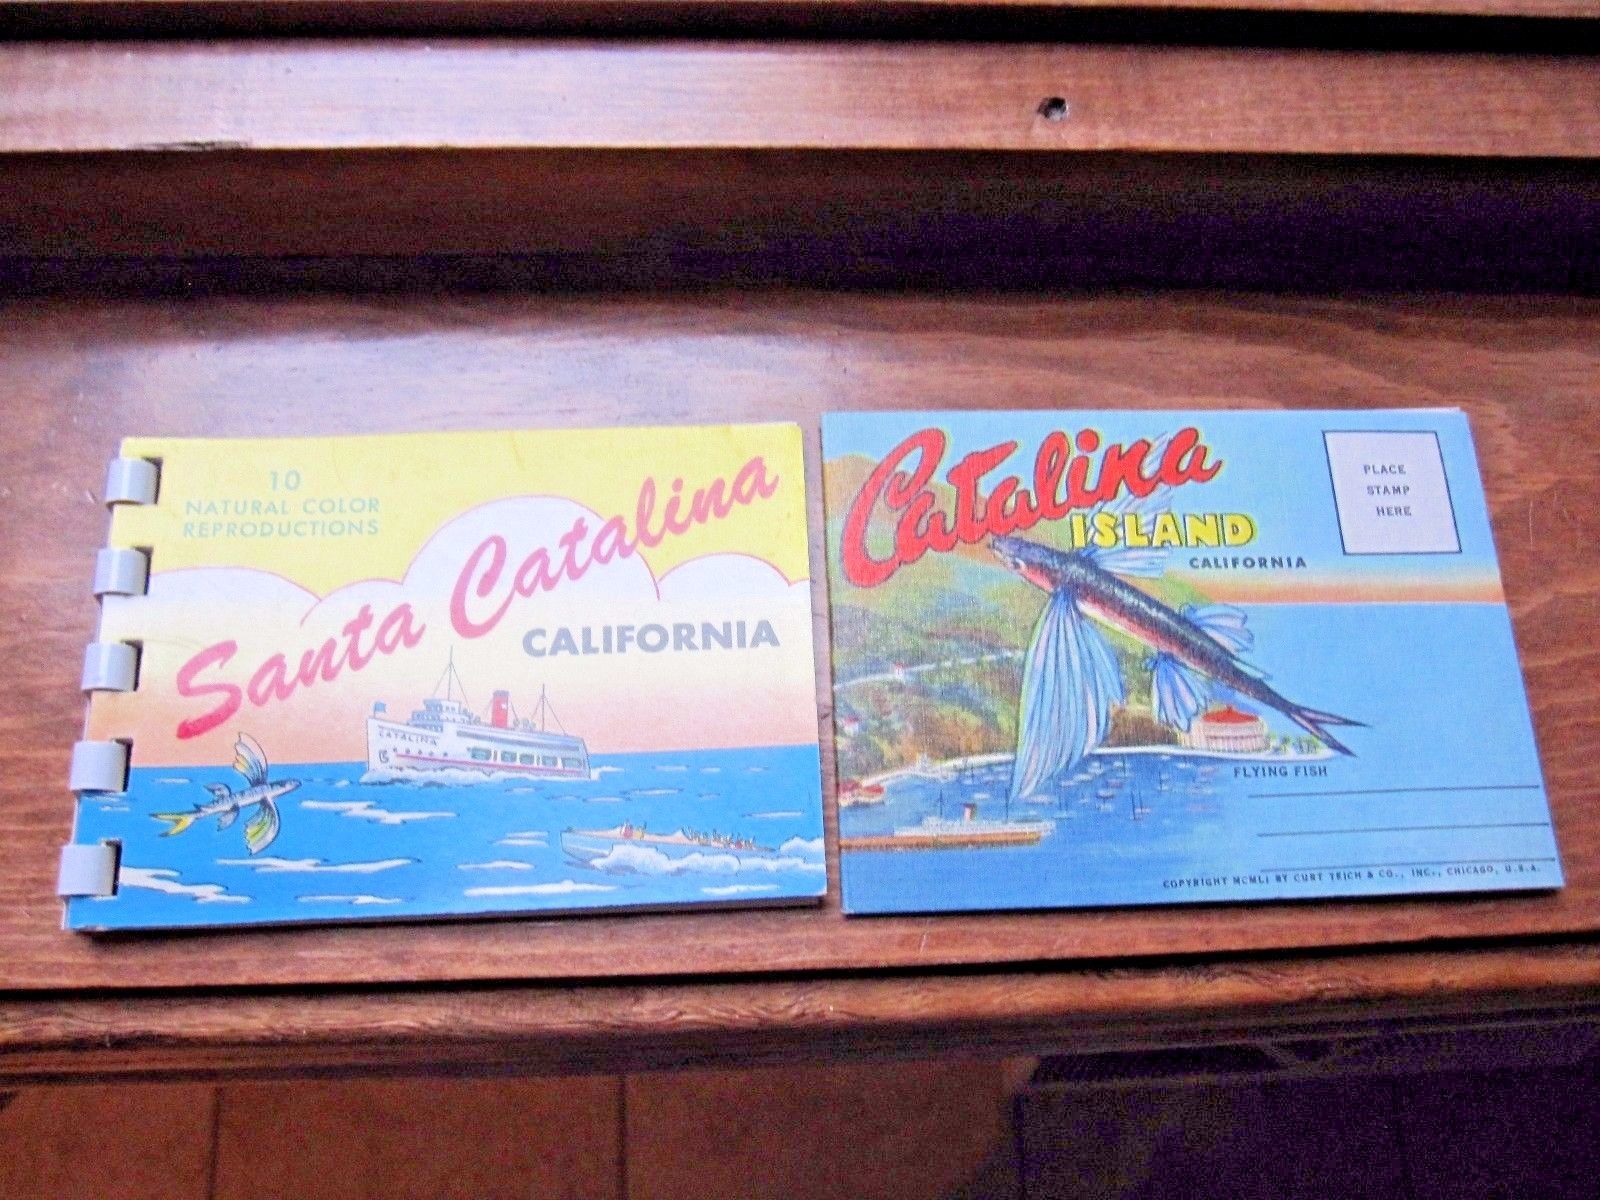 10
NATURAL COLOR
REPRODUCTIONS
Santa Catalina
CALIFORNIA
CATALINA
Catalina
ISLAND
CALIFORNIA
PLACE
STAMP
HERE
FLYING FISH
COPYRIGHT MCMLI BY CURT TEICH & CO., INC., CHICAGO, U.S.A.